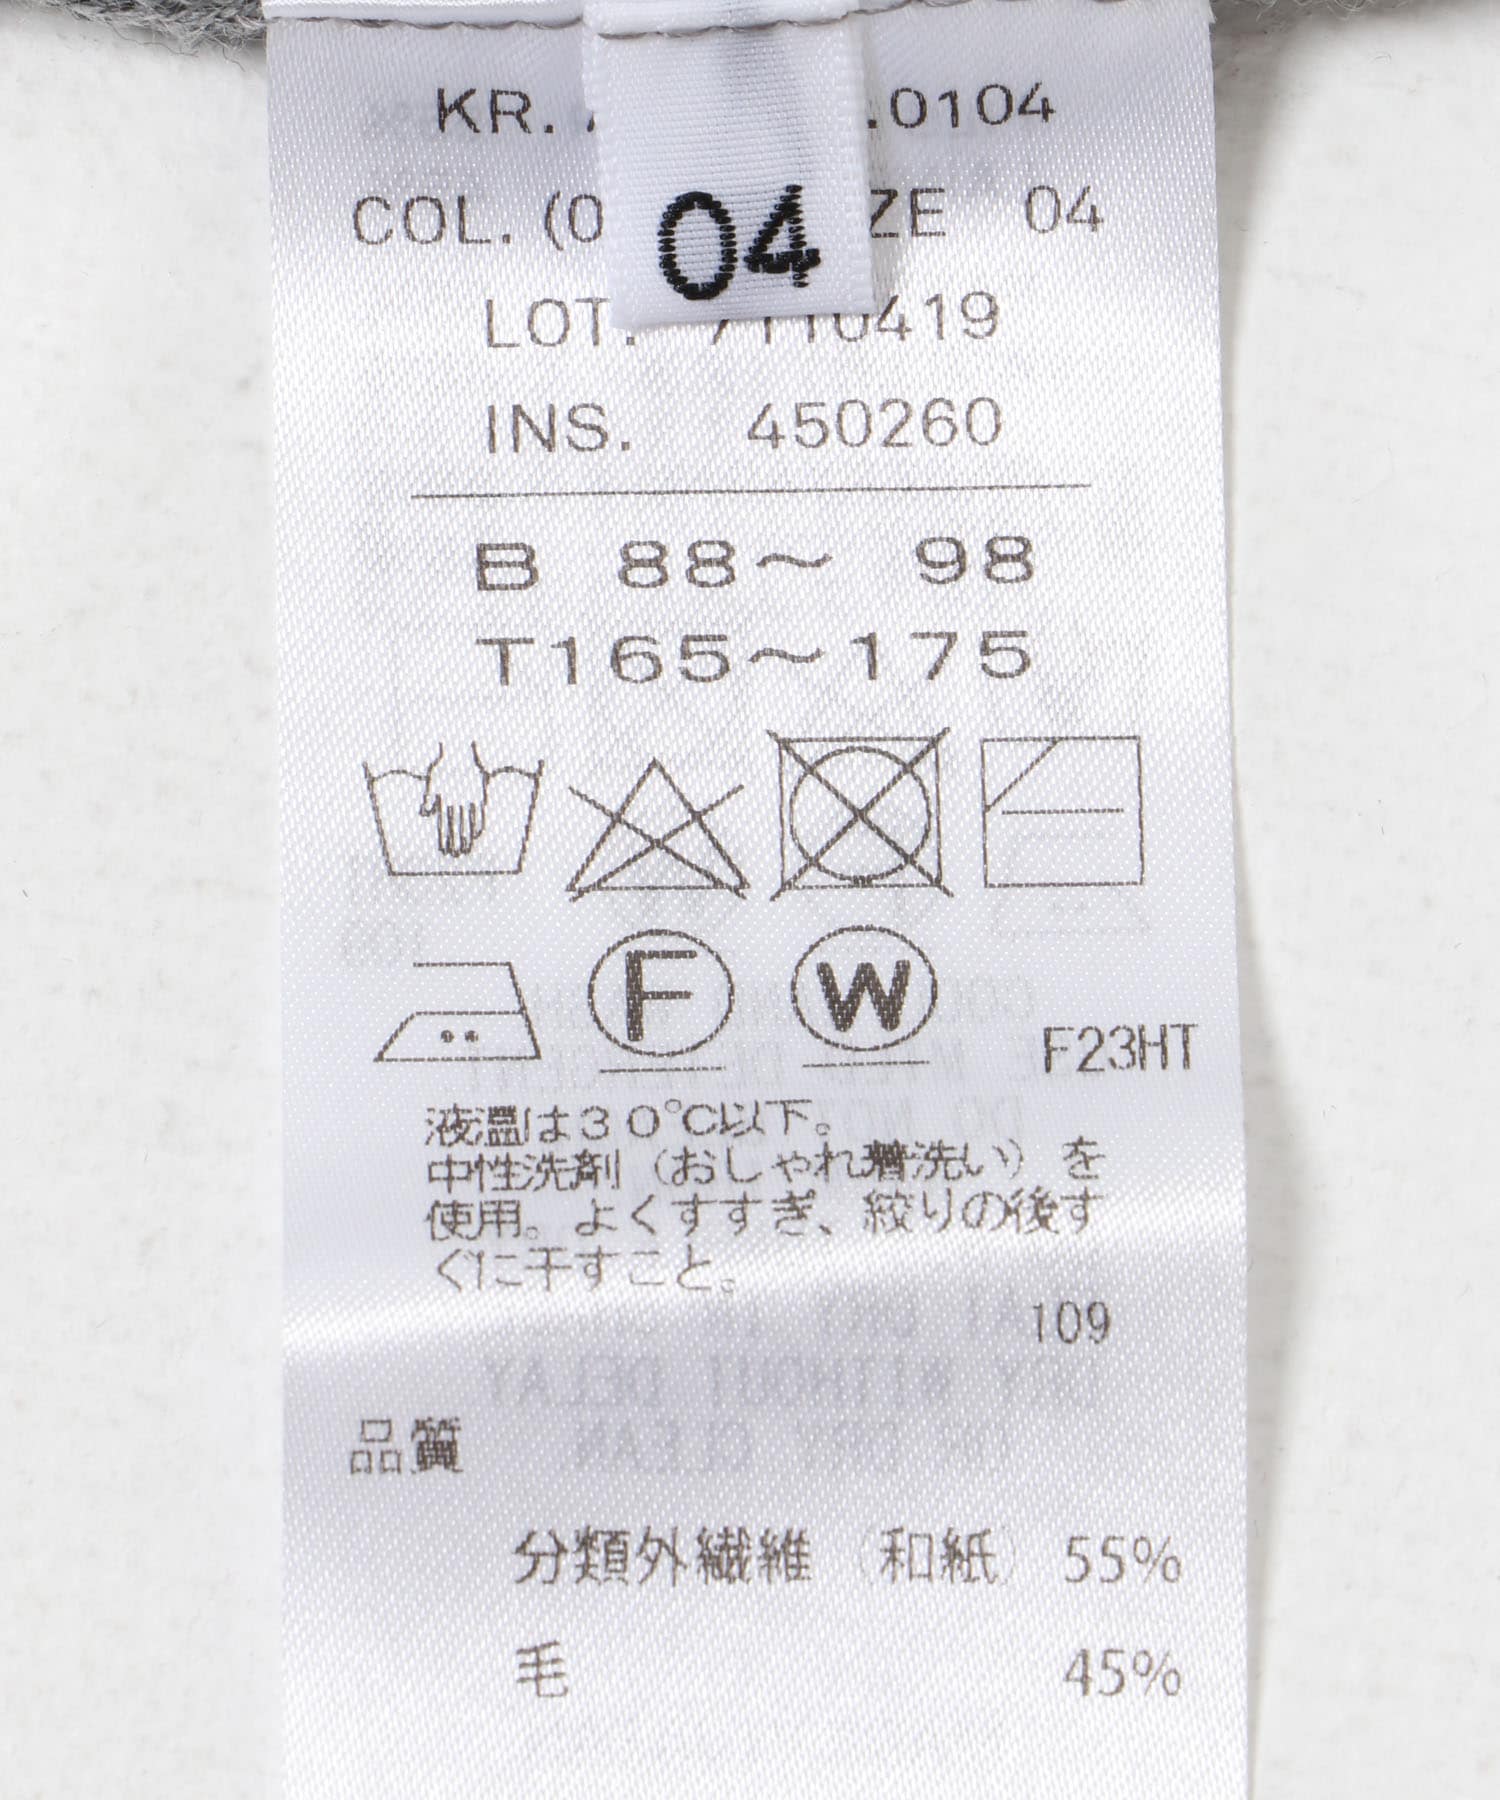 KR. .0104
COL. (0 ZE 04
04
LOT. 7110419
INS. 450260
B 88～ 98
T165～175
F W
F23HT
液温は30℃以下。
中性洗剤（おしゃれ着洗い）を
使用。よくすすぎ、絞りの後す
ぐに干すこと。
109
品質
分類外繊維（和紙）55%
毛 45%